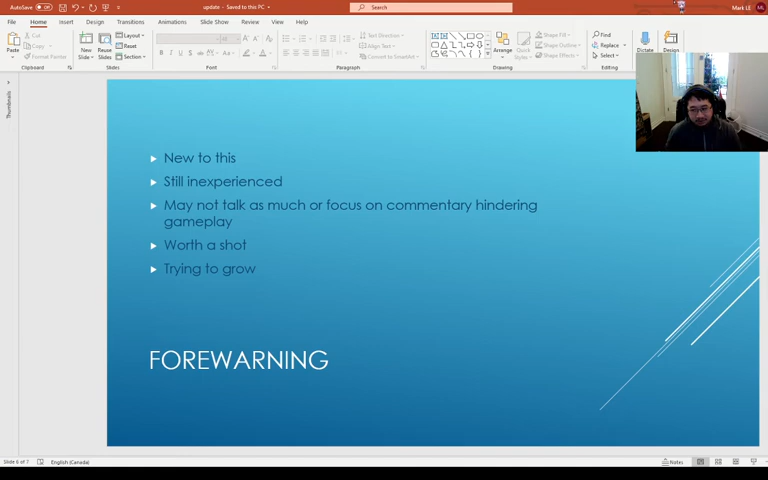 AutoSave Off
update - Saved to this PC
Search
Mark LE
ML
Home Insert Design Transitions Animations Slide Show Review View Help
Paste
Cut
Copy
Format Painter
Clipboard
New Slide
Reuse Slides
Layout
Reset
Section
Slides
Font
Text Direction
Align Text
Convert to SmartArt
Paragraph
Arrange
Quick Styles
Shape Fill
Shape Outline
Shape Effects
Drawing
Find
Replace
Select
Editing
Dictate
Design
Thumbnails
New to this
Still inexperienced
May not talk as much or focus on commentary hindering
gameplay
Worth a shot
Trying to grow
FOREWARNING
Slide 6 of 7
English (Canada)
Notes